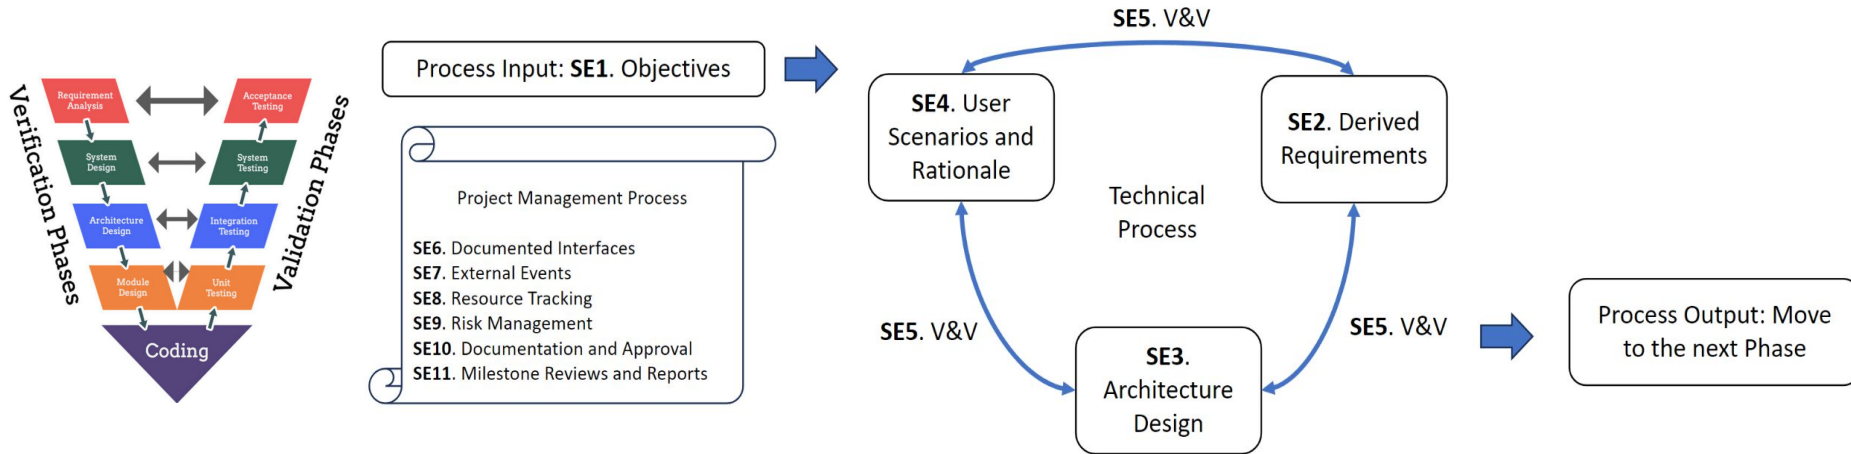 Verification Phases
Requirement
Analysis
Acceptance
Testing
System
Design
System
Testing
Architecture
Design
Integration
Testing
Module
Design
Unit
Testing
Coding
Validation Phases
Process Input: SE1. Objectives
Project Management Process
SE6. Documented Interfaces
SE7. External Events
SE8. Resource Tracking
SE9. Risk Management
SE10. Documentation and Approval
SE11. Milestone Reviews and Reports
SE5. V&V
SE4. User
Scenarios and
Rationale
SE2. Derived
Requirements
Technical
Process
SE5. V&V
SE5. V&V
SE3.
Architecture
Design
Process Output: Move
to the next Phase